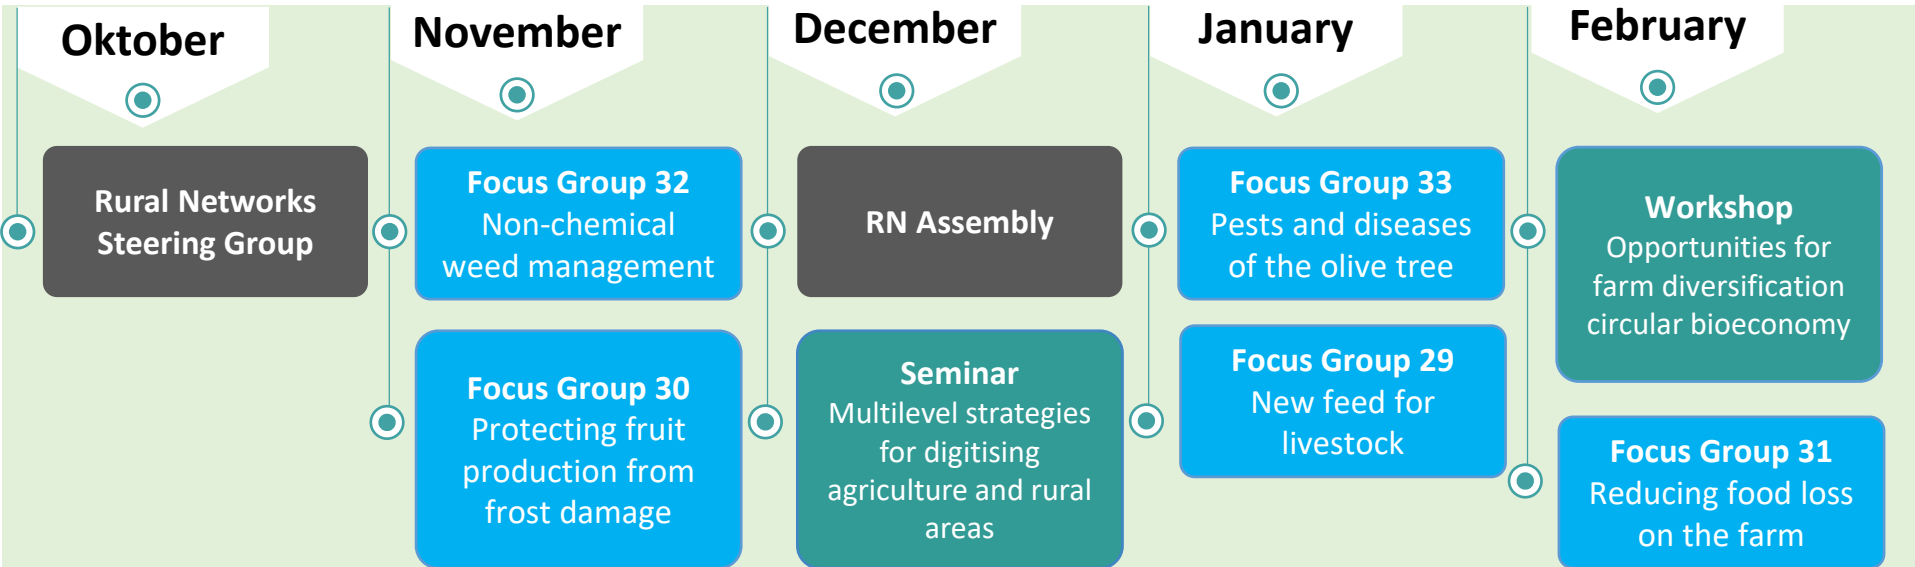 Oktober
Rural Networks
Steering Group
November
Focus Group 32
Non-chemical
weed management
Focus Group 30
Protecting fruit
production from
frost damage
December
RN Assembly
Seminar
Multilevel strategies
for digitising
agriculture and rural
areas
January
Focus Group 33
Pests and diseases
of the olive tree
Focus Group 29
New feed for
livestock
February
Workshop
Opportunities for
farm diversification
circular bioeconomy
Focus Group 31
Reducing food loss
on the farm